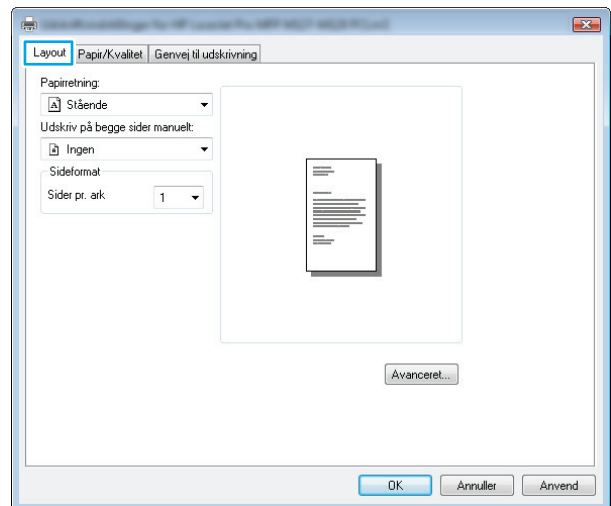 Layout Papir/Kvalitet Genvej til udskrivning
Papirretning:
Stående
Udskriv på begge sider manuelt:
Ingen
Sideformat
Sider pr. ark 1
Avanceret...
OK Annuller Anvend